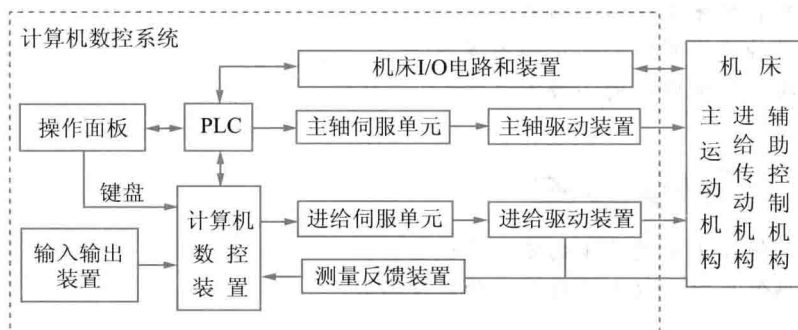 计算机数控系统
机床I/O电路和装置
操作面板
PLC
主轴伺服单元
主轴驱动装置
键盘
计算机
数控
装置
进给伺服单元
进给驱动装置
输入输出
装置
测量反馈装置
机床
主运动机构
进给传动机构
辅助控制机构